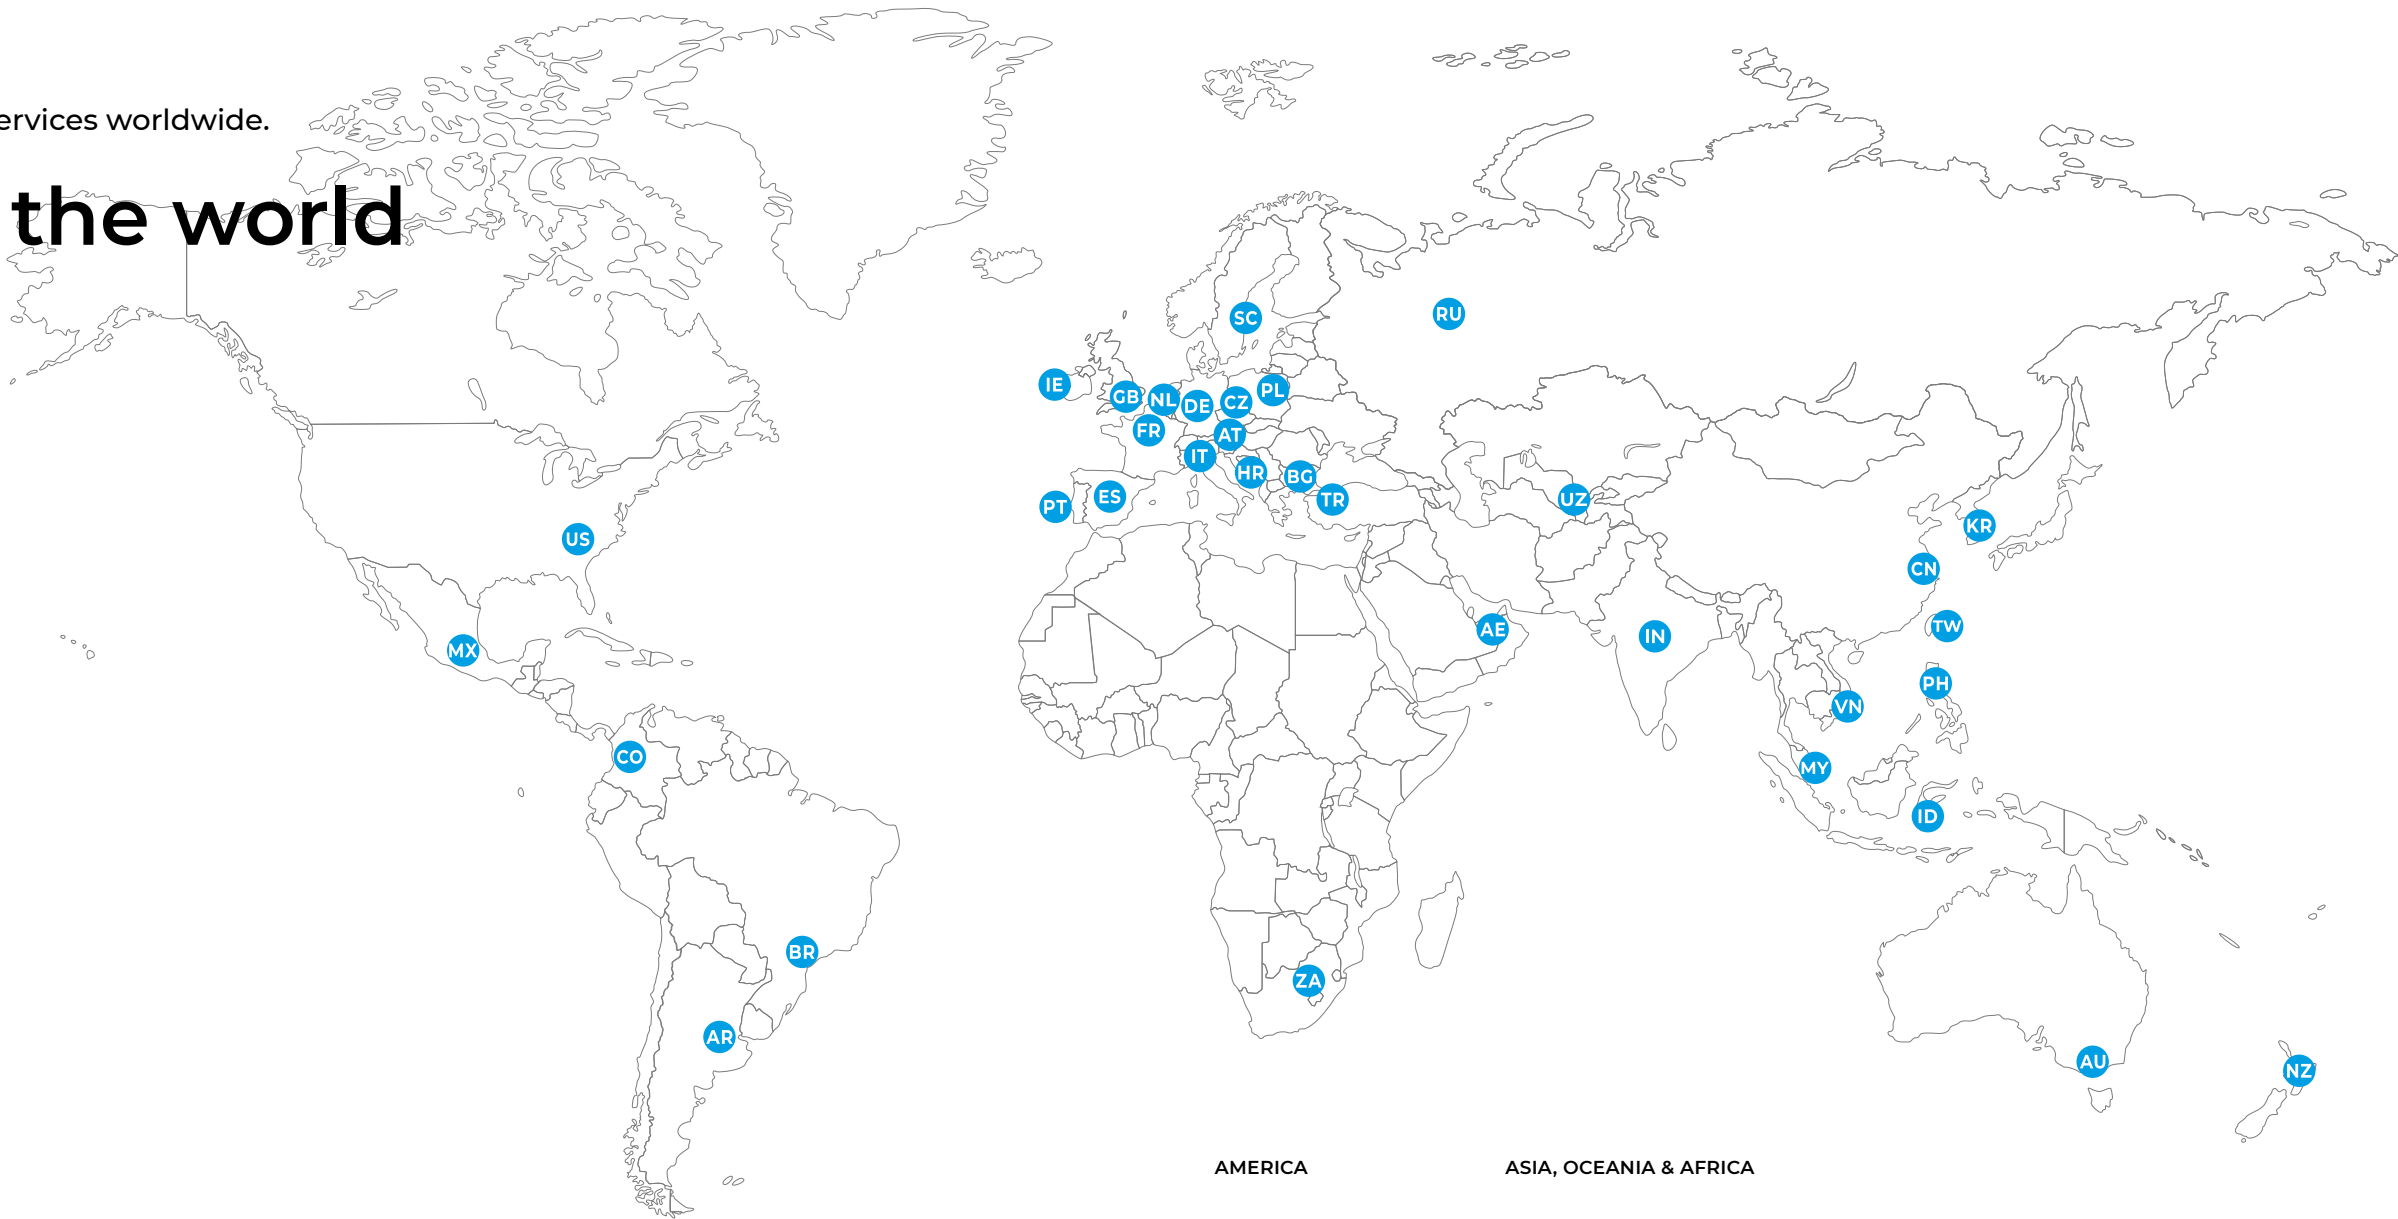 ervices worldwide.
the world
SC
RU
IE
GB
NL
DE
CZ
PL
FR
AT
IT
HR
BG
PT
ES
TR
UZ
US
KR
CN
MX
AE
IN
TW
PH
VN
CO
MY
ID
BR
ZA
AR
AU
NZ
AMERICA
ASIA, OCEANIA & AFRICA